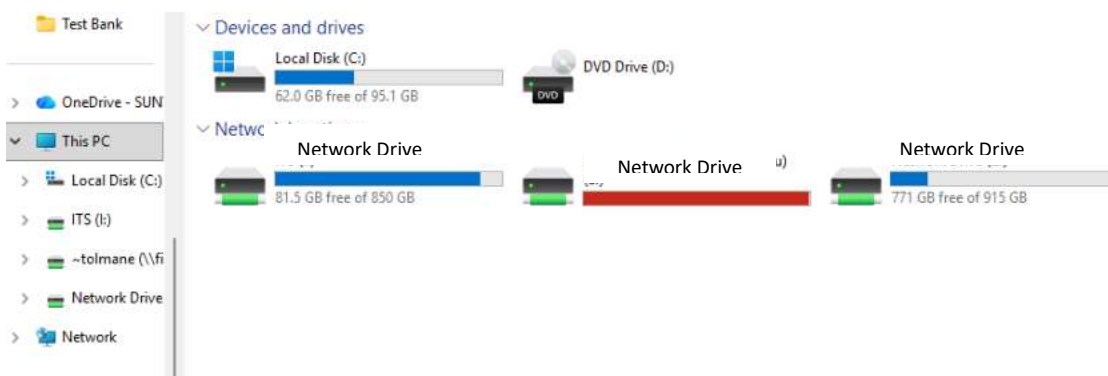 Test Bank
OneDrive - SUN
This PC
Local Disk (C:)
ITS (I:)
~tolmane (\\fi
Network Drive
Network
Devices and drives
Local Disk (C:)
62.0 GB free of 95.1 GB
DVD
DVD Drive (D:)
Netwo
Network Drive
81.5 GB free of 850 GB
Network Drive
u)
Network Drive
771 GB free of 915 GB